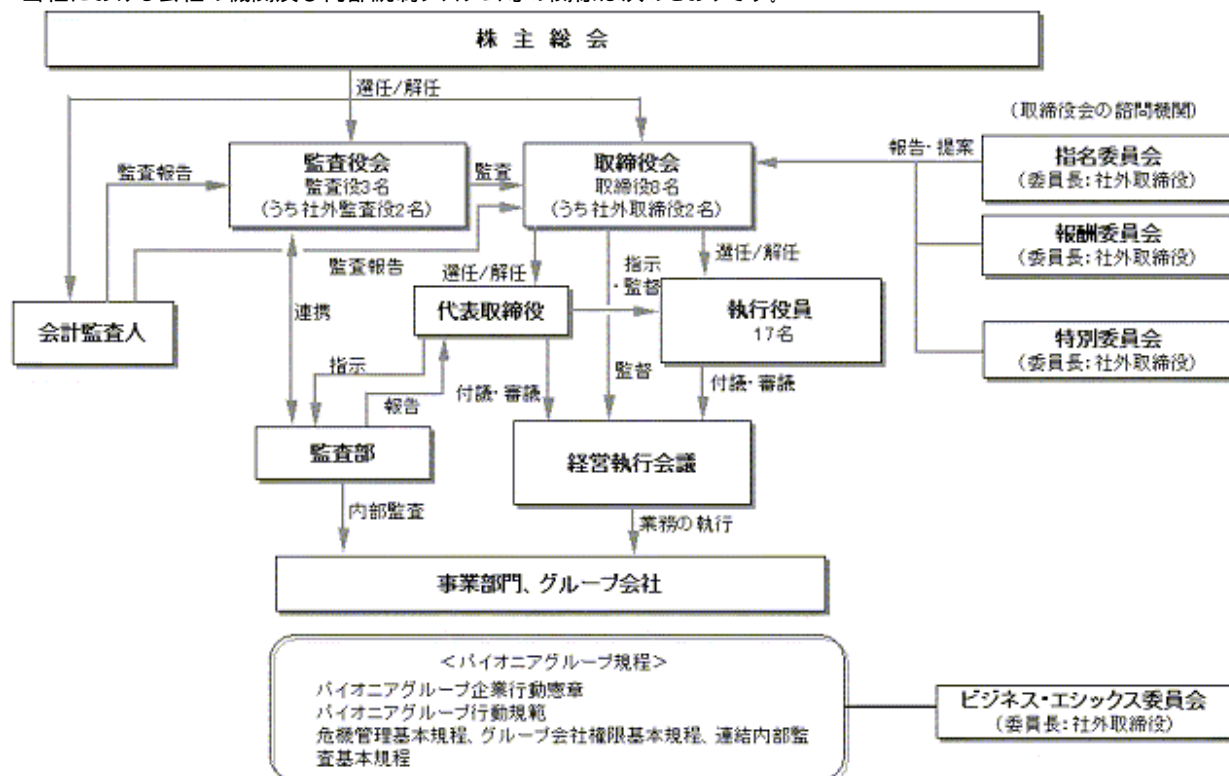 株主総会
選任/解任
(取締役会の諮問機関)
監査報告
監査役会
監査役3名
(うち社外監査役2名)
監査
取締役会
取締役8名
(うち社外取締役2名)
報告・提案
指名委員会
(委員長:社外取締役)
報酬委員会
(委員長:社外取締役)
特別委員会
(委員長:社外取締役)
監査報告
選任/解任
指示
・監督
選任/解任
会計監査人
連携
代表取締役
執行役員
17名
指示
報告
付議・審議
監督
付議・審議
監査部
経営執行会議
内部監査
業務の執行
事業部門、グループ会社
<パイオニアグループ規程>
パイオニアグループ企業行動憲章
パイオニアグループ行動規範
危機管理基本規程、グループ会社権限基本規程、連結内部監
査基本規程
ビジネス・エシックス委員会
(委員長:社外取締役)